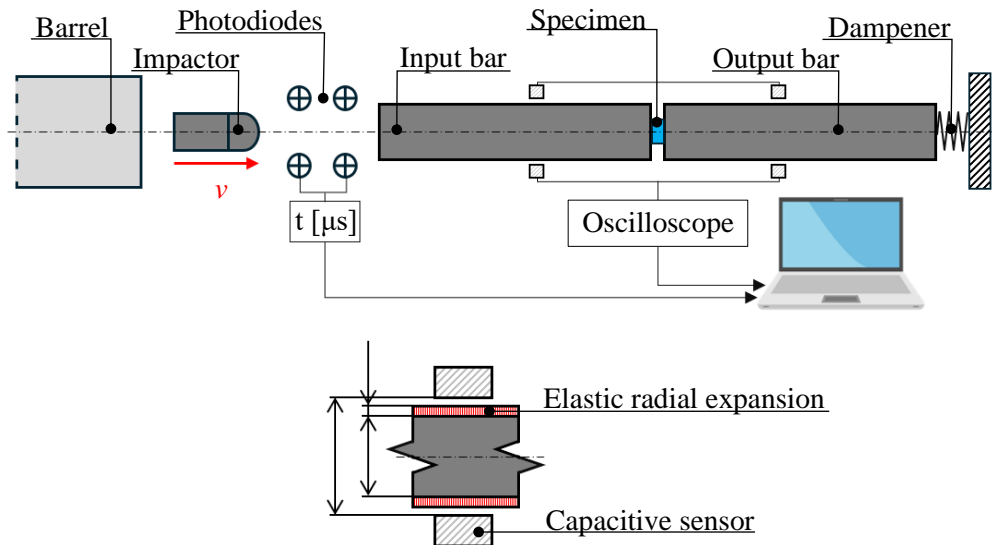 Photodiodes
Specimen
Barrel
Dampener
Impactor
Input bar
Output bar
v
t [μs]
Oscilloscope
Elastic radial expansion
Capacitive sensor